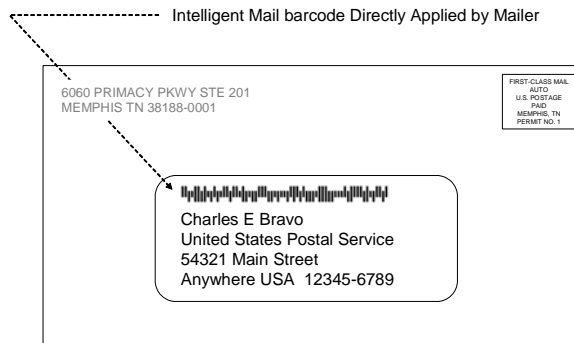 Intelligent Mail barcode Directly Applied by Mailer
6060 PRIMACY PKWY STE 201
MEMPHIS TN 38188-0001
FIRST-CLASS MAIL
AUTO
U.S. POSTAGE
PAID
MEMPHIS, TN
PERMIT NO. 1
Charles E Bravo
United States Postal Service
54321 Main Street
Anywhere USA  12345-6789